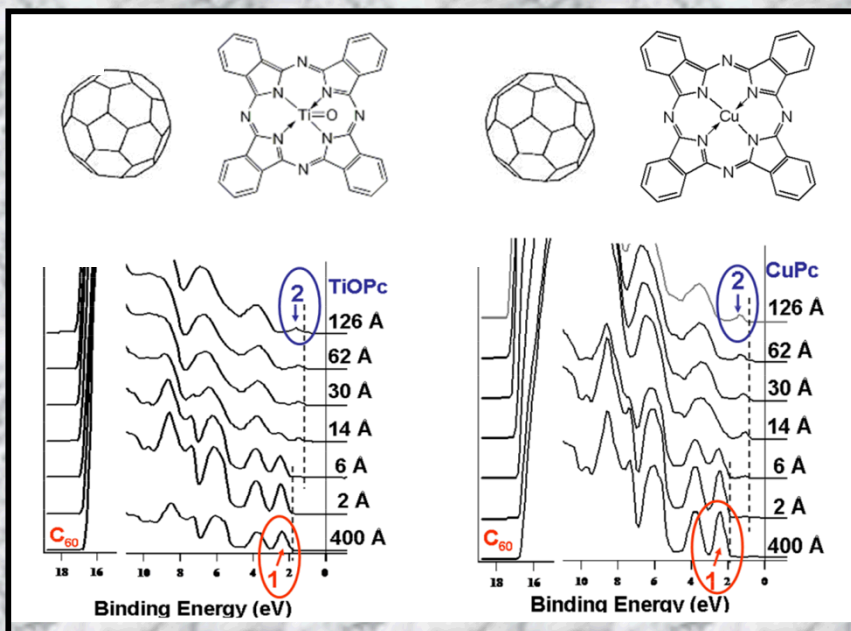 N
N N
N Ti=O N
N N
N
N
N N
N Cu N
N N
N
TiOPc
2
126 Å
62 Å
30 Å
14 Å
6 Å
2 Å
400 Å
C60
1
18 16 10 8 6 4 2 0
Binding Energy (eV)
CuPc
2
126 Å
62 Å
30 Å
14 Å
6 Å
2 Å
400 Å
C60
1
18 16 10 8 6 4 2 0
Binding Energy (eV)